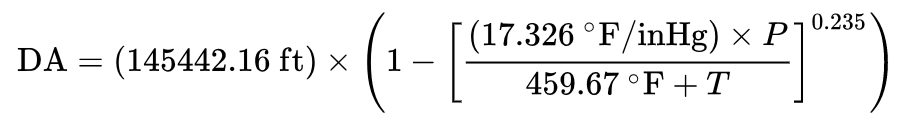 DA = (145442.16 ft) × (1 − [(17.326 °F/inHg) × P / 459.67 °F + T]^0.235)